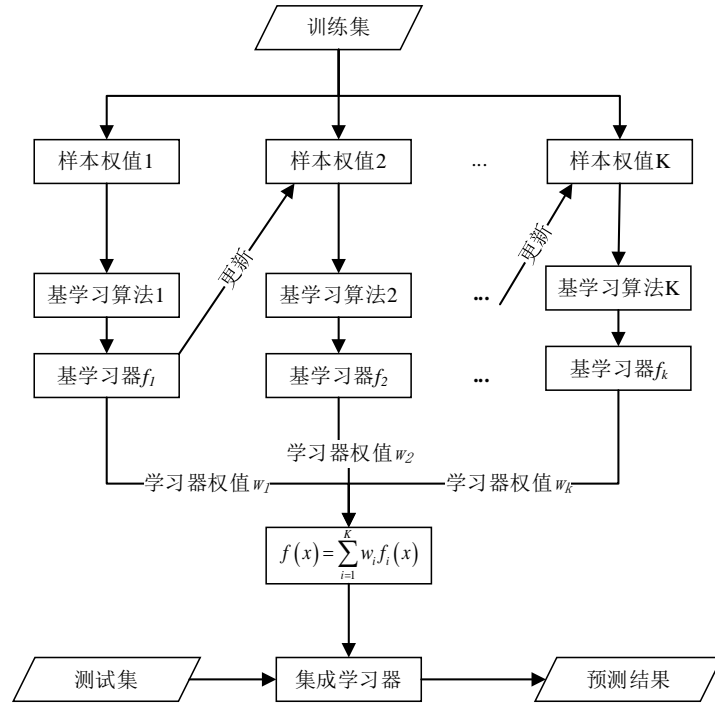 训练集
样本权值1 样本权值2 ... 样本权值K
更新 更新
基学习算法1 基学习算法2 ... 基学习算法K
基学习器f1 基学习器f2 ... 基学习器fk
学习器权值w2
学习器权值w1 学习器权值wk
f(x)=∑_{i=1}^{K} w_i f_i(x)
测试集 集成学习器 预测结果